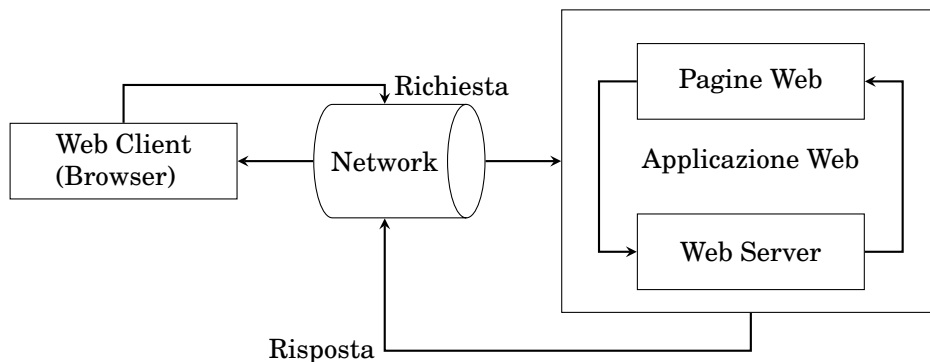 Richiesta
Pagine Web
Web Client
(Browser)
Network
Applicazione Web
Web Server
Risposta